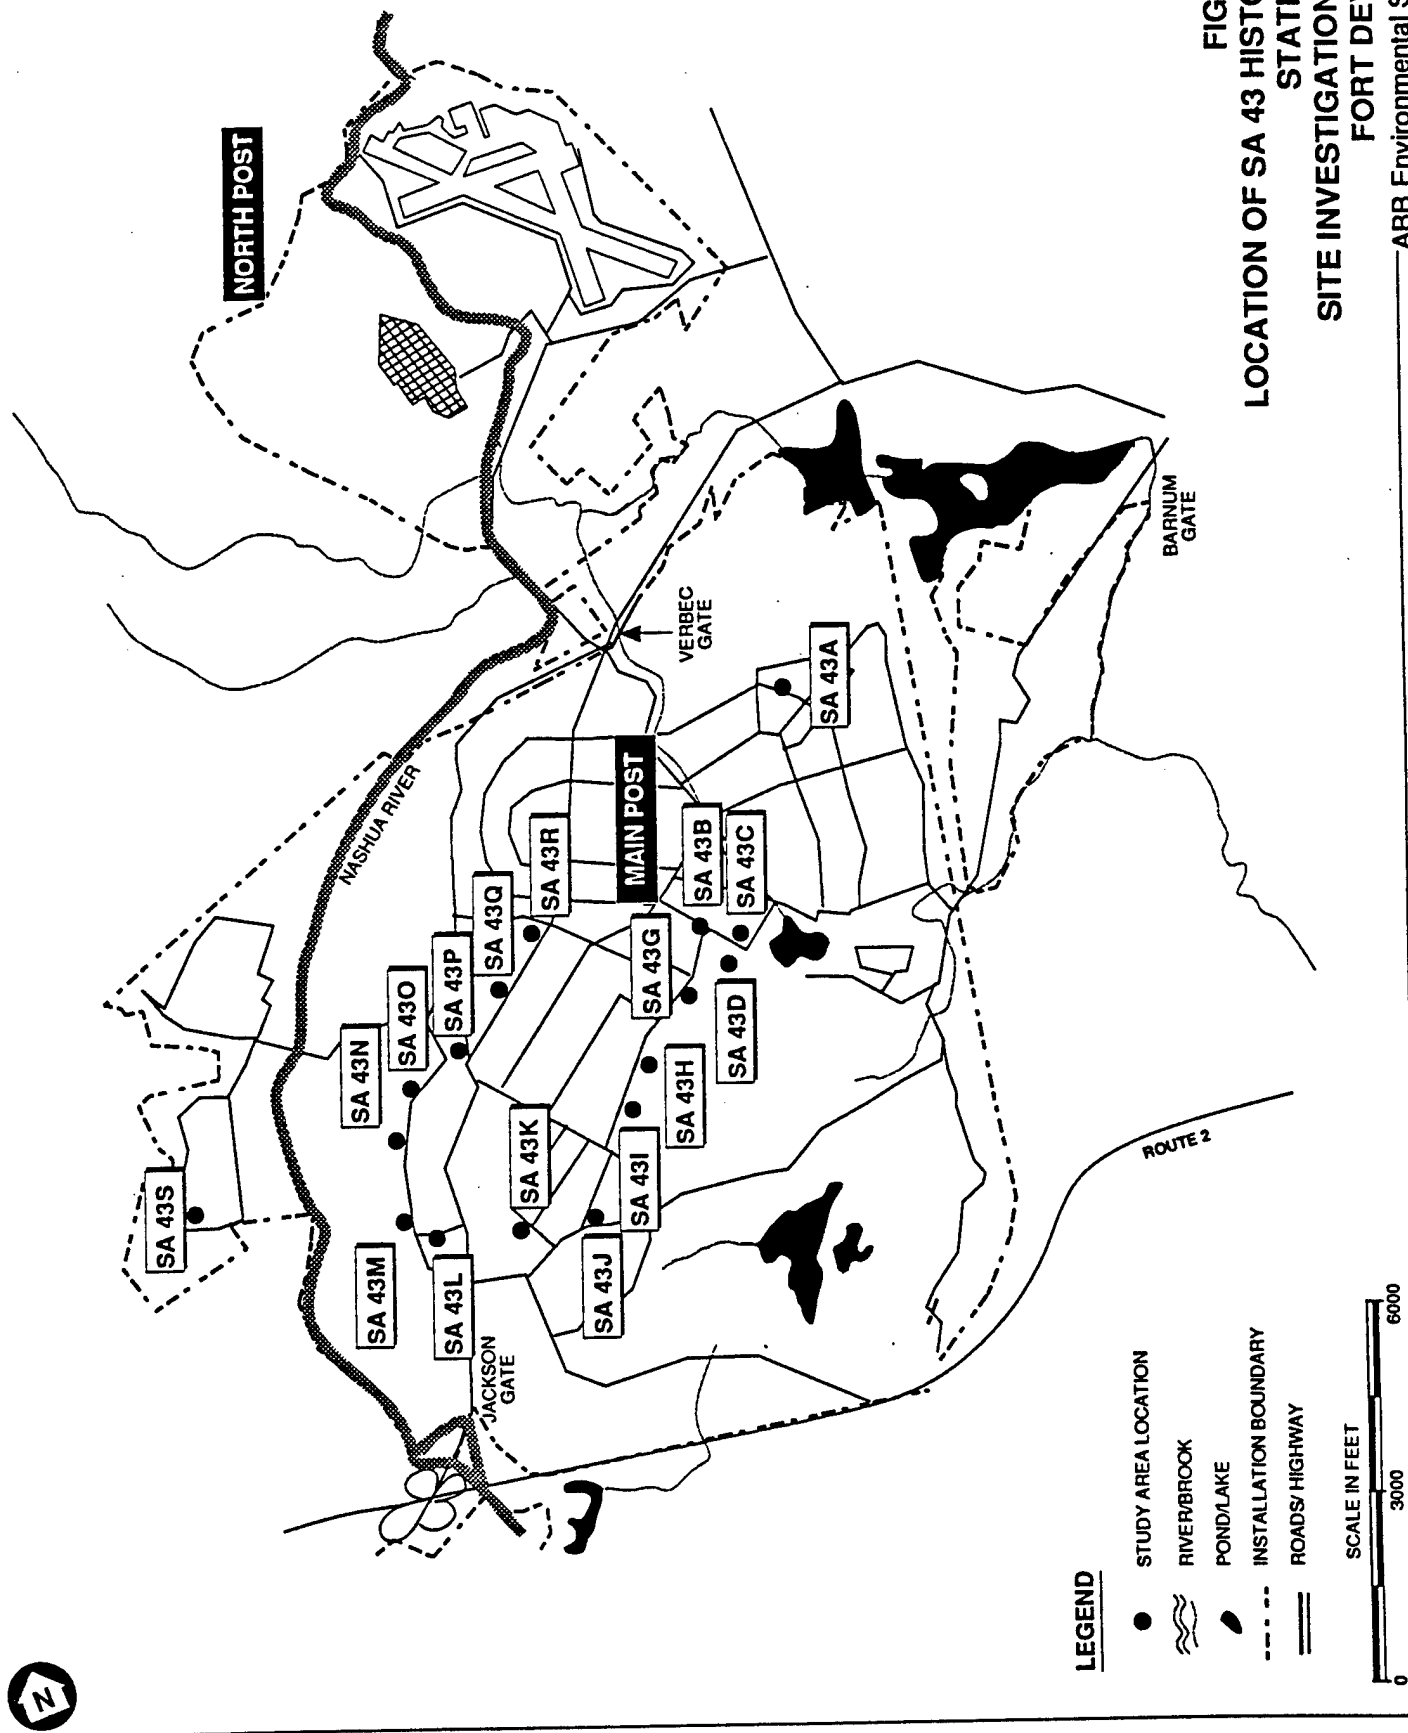 N
SA 43S
NORTH POST
SA 43N
SA 43M
NASHUA RIVER
SA 43O
SA 43P
SA 43L
SA 43Q
JACKSON
GATE
SA 43K
SA 43R
SA 43J
MAIN POST
SA 43I
SA 43G
SA 43H
VERBEC
GATE
SA 43B
SA 43D
SA 43C
SA 43A
BARNUM
GATE
ROUTE 2
LEGEND
STUDY AREA LOCATION
RIVER/BROOK
POND/LAKE
INSTALLATION BOUNDARY
ROADS/ HIGHWAY
SCALE IN FEET
0 3000 6000
FIG
LOCATION OF SA 43 HISTO
STATI
SITE INVESTIGATION
FORT DEV
ABB Environmental S